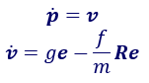 ṗ = v
v̇ = ge − f/m Re